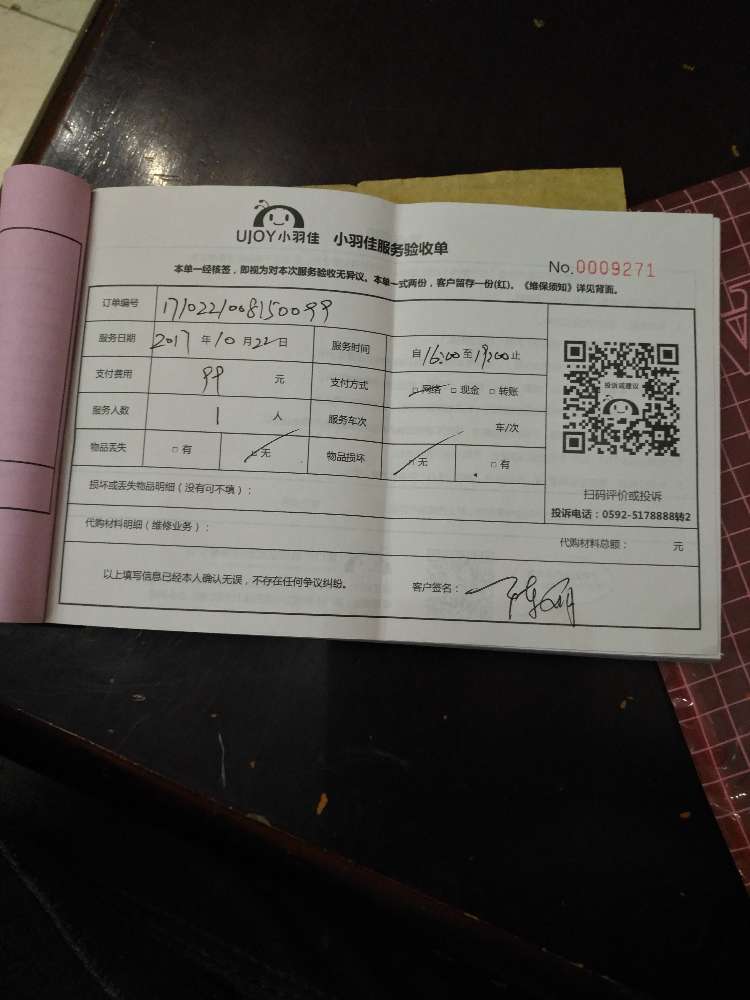 UJOY小羽佳 小羽佳服务验收单
No.0009271
本单一经核签，即视为对本次服务验收无异议。本单一式两份，客户留存一份(红)。《维保须知》详见背面。
订单编号 1710221068150099
服务日期 2017 年 10 月 22 日 服务时间 自 16:00 至 19:00 止
支付费用 99 元 支付方式 □ 网络 □ 现金 □ 转账
服务人数 1 人 服务车次 车/次
物品丢失 □ 有 □ 无 物品损坏 □ 无 □ 有
投诉或建议
扫码评价或投诉
投诉电话：0592-5178888转2
损坏或丢失物品明细（没有可不填）：
代购材料明细（维修业务）： 代购材料总额： 元
以上填写信息已经本人确认无误，不存在任何争议纠纷。 客户签名：